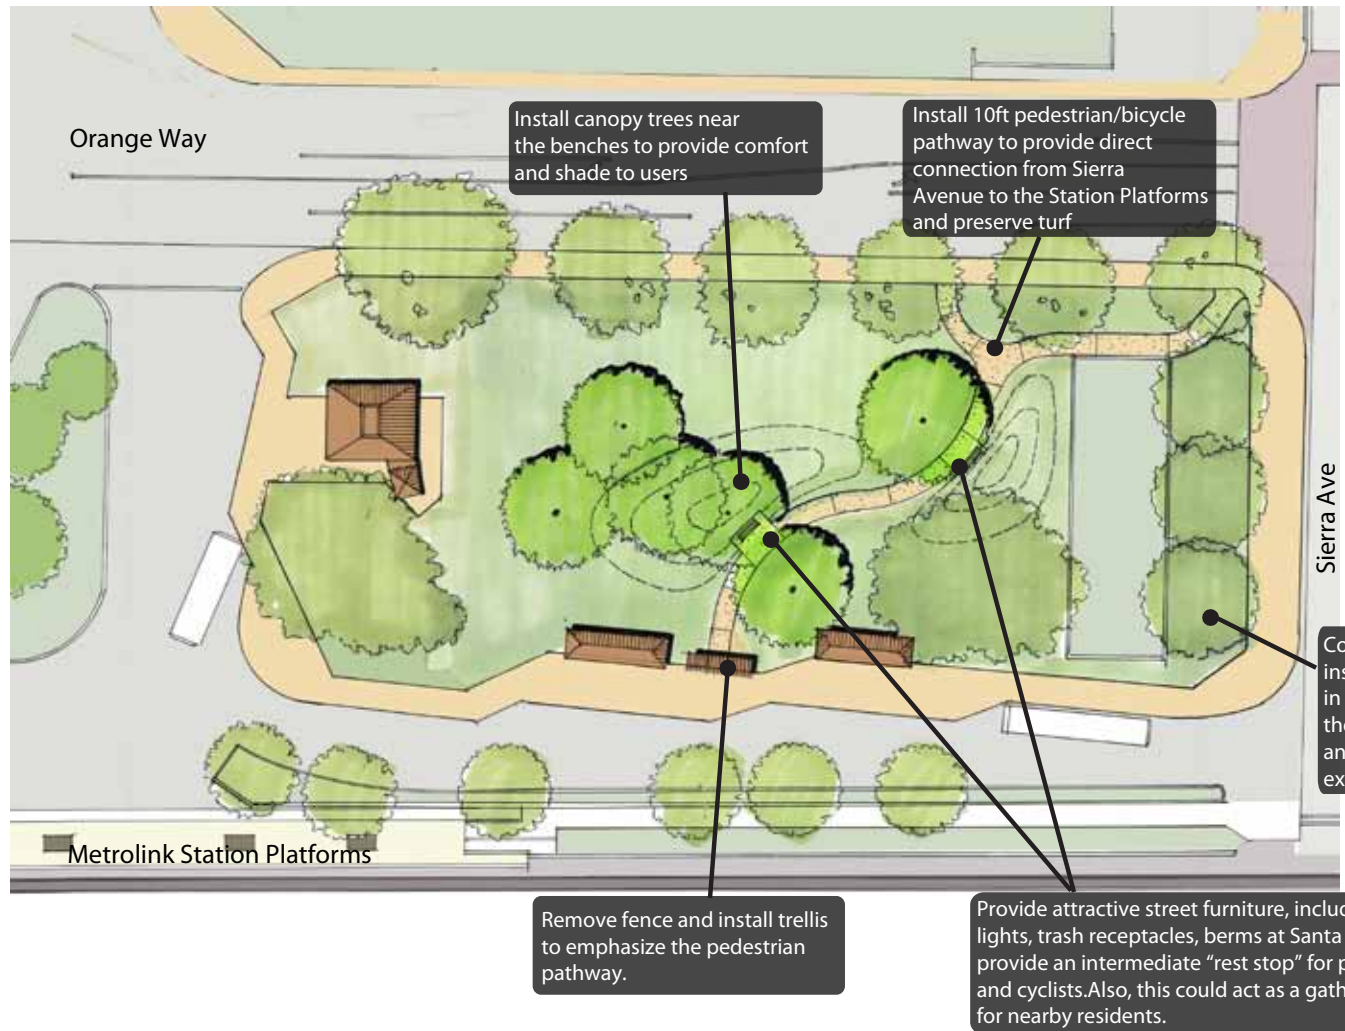 Orange Way
Install canopy trees near
the benches to provide comfort
and shade to users
Install 10ft pedestrian/bicycle
pathway to provide direct
connection from Sierra
Avenue to the Station Platforms
and preserve turf
Sierra Ave
in
Metrolink Station Platforms
Remove fence and install trellis
to emphasize the pedestrian
pathway.
Provide attractive street furniture,
lights, trash receptacles, berms at Santa
provide an intermediate “rest stop” for
and cyclists.Also, this could act as a
for nearby residents.